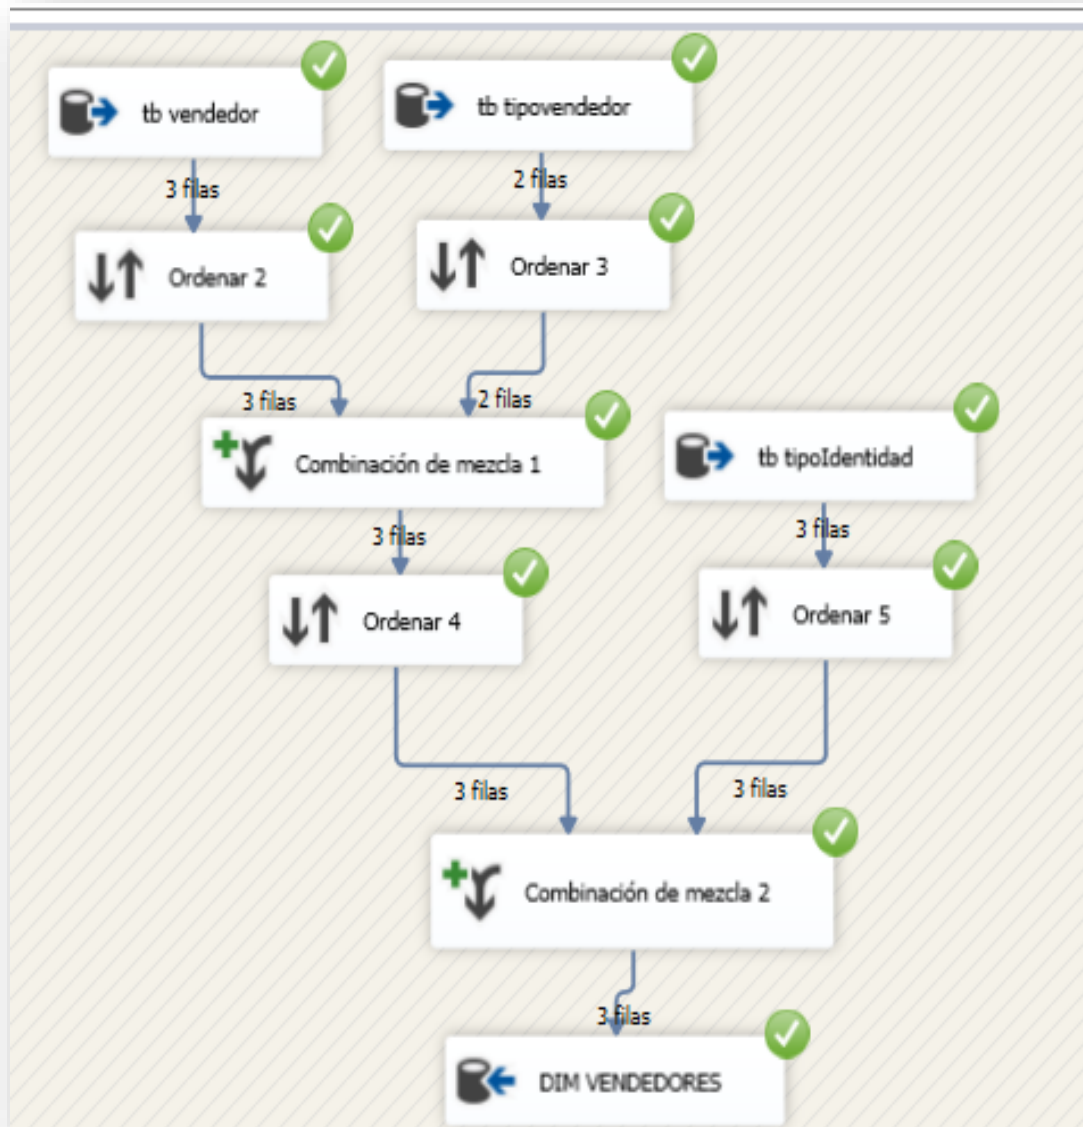 tb vendedor
tb tipovendedor
3 filas
2 filas
Ordenar 2
Ordenar 3
3 filas
2 filas
Combinación de mezcla 1
tb tipoIdentidad
3 filas
3 filas
Ordenar 4
Ordenar 5
3 filas
3 filas
Combinación de mezcla 2
3 filas
DIM VENDEDORES